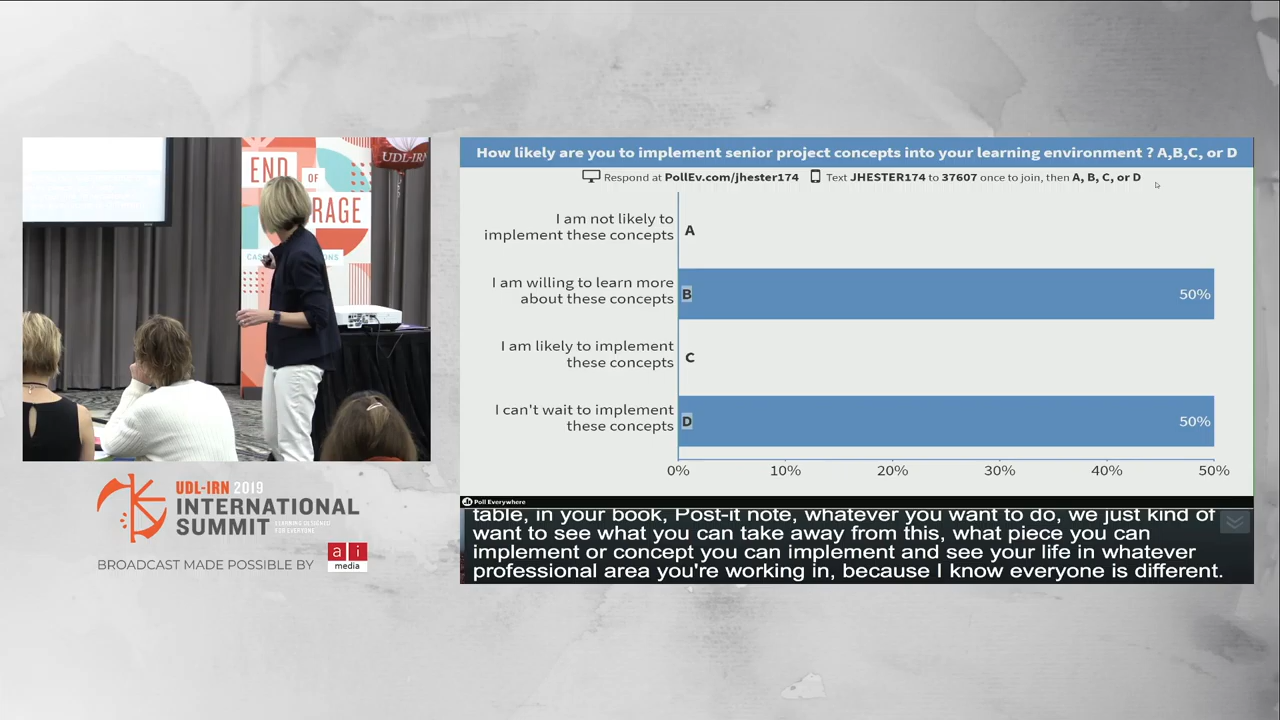 END
OF
RAGE
UDL-IRN
How likely are you to implement senior project concepts into your learning environment ? A,B,C, or D
Respond at PollEv.com/jhester174 Text JHESTER174 to 37607 once to join, then A, B, C, or D
I am not likely to
implement these concepts
A
I am willing to learn more
about these concepts
B
50%
I am likely to implement
these concepts
C
I can't wait to implement
these concepts
D
50%
0% 10% 20% 30% 40% 50%
Poll Everywhere
table, in your book, Post-it note, whatever you want to do, we just kind of
want to see what you can take away from this, what piece you can
implement or concept you can implement and see your life in whatever
professional area you're working in, because I know everyone is different.
UDL-IRN 2019
INTERNATIONAL
SUMMIT
LEARNING DESIGNED
FOR EVERYONE
BROADCAST MADE POSSIBLE BY
ai
media